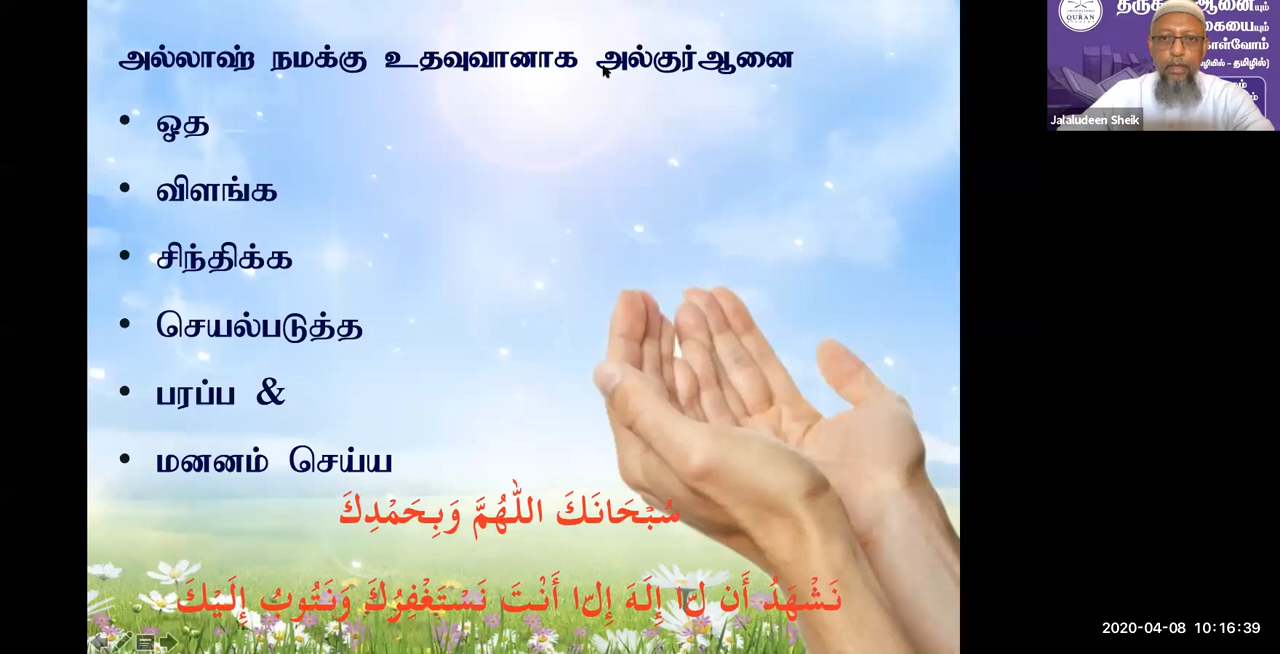 அல்லாஹ் நமக்கு உதவுவானாக அல்குர்ஆனை
• ஓத
• விளங்க
• சிந்திக்க
• செயல்படுத்த
• பரப்ப &
• மனனம் செய்ய
سُبْحَانَكَ اللّٰهُمَّ وَبِحَمْدِكَ
نَشْهَدُ أَن لَّا إِلَهَ إِلَّا أَنْتَ نَسْتَغْفِرُكَ وَنَتُوبُ إِلَيْكَ
QURAN
Jalaludeen Sheik
2020-04-08 10:16:39